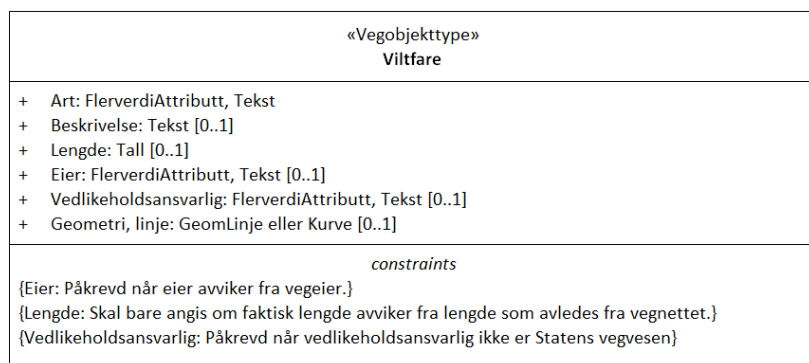 «Vegobjekttype»
Viltfare
+ Art: FlerverdiAttributt, Tekst
+ Beskrivelse: Tekst [0..1]
+ Lengde: Tall [0..1]
+ Eier: FlerverdiAttributt, Tekst [0..1]
+ Vedlikeholdsansvarlig: FlerverdiAttributt, Tekst [0..1]
+ Geometri, linje: GeomLinje eller Kurve [0..1]
constraints
{Eier: Påkrevd når eier avviker fra vegeier.}
{Lengde: Skal bare angis om faktisk lengde avviker fra lengde som avledes fra vegnettet.}
{Vedlikeholdsansvarlig: Påkrevd når vedlikeholdsansvarlig ikke er Statens vegvesen}